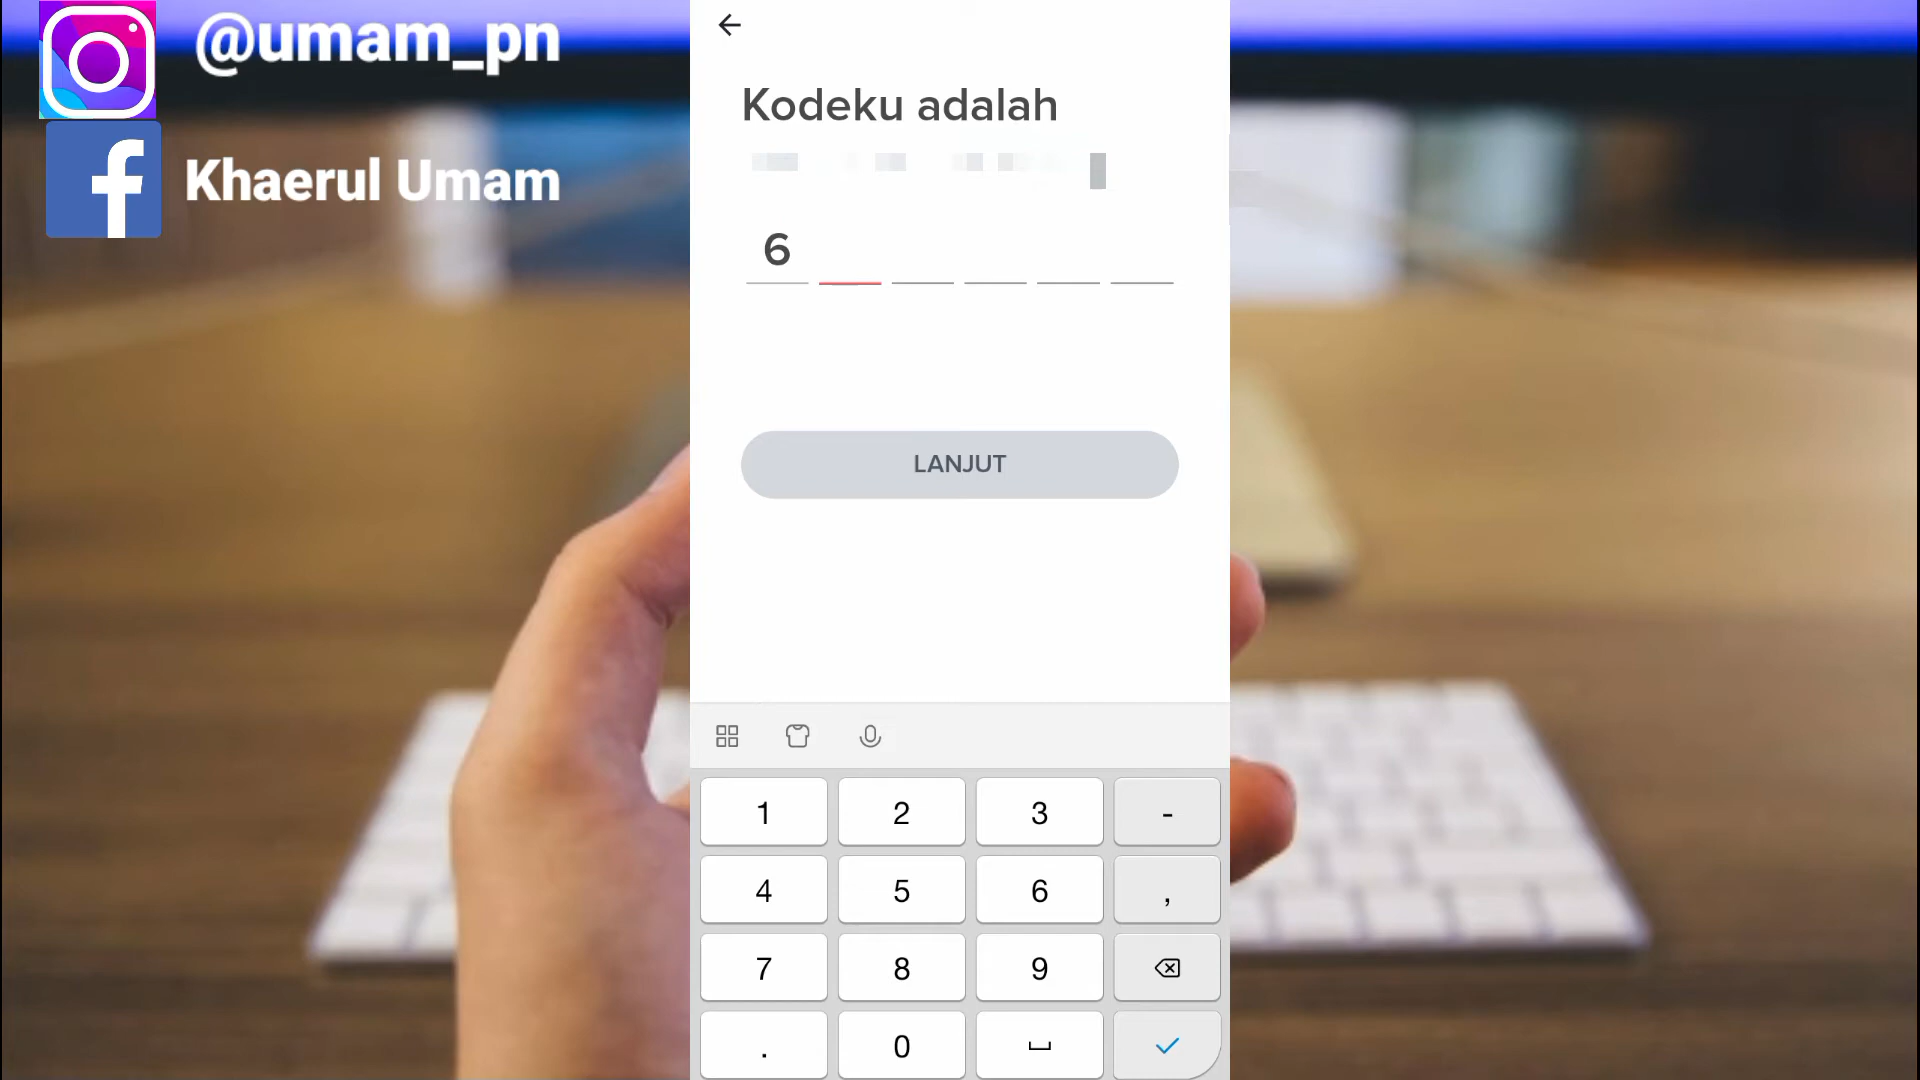 @umam_pn
Khaerul Umam
Kodeku adalah
6
LANJUT
1 2 3 -
4 5 6 ,
7 8 9
. 0